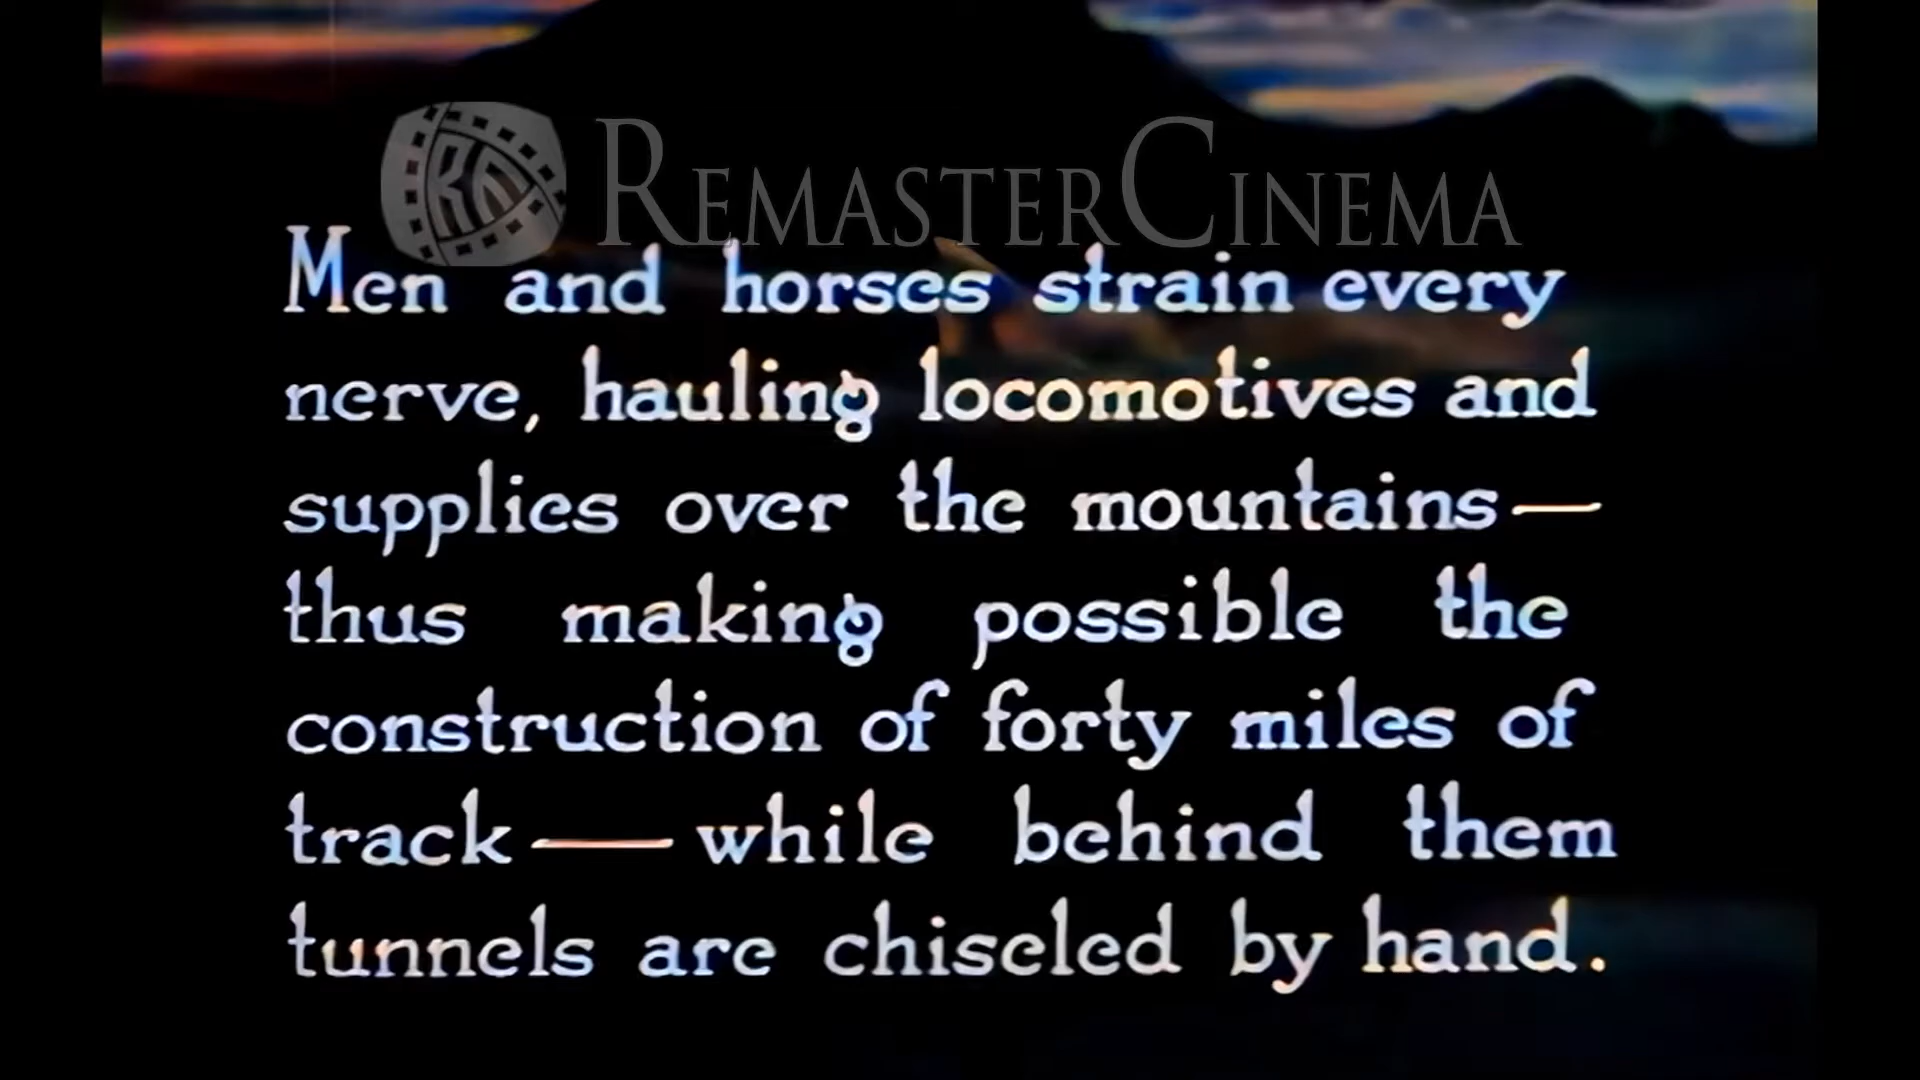 REMASTERCINEMA
Men and horses strain every
nerve, hauling locomotives and
supplies over the mountains—
thus making possible the
construction of forty miles of
track—while behind them
tunnels are chiseled by hand.